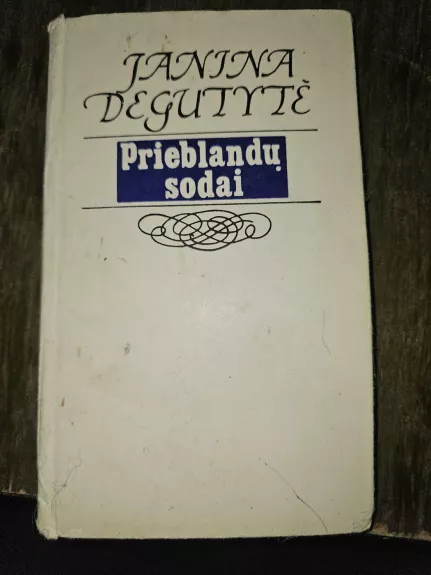 JANINA
DEGUTYTĖ
Prieblandų
sodai